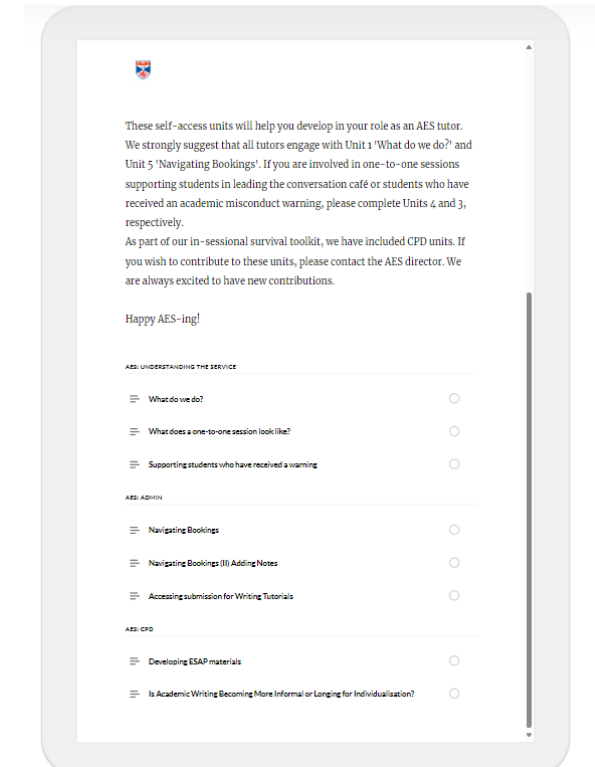 These self-access units will help you develop in your role as an AES tutor.
We strongly suggest that all tutors engage with Unit 1 'What do we do?' and
Unit 5 'Navigating Bookings'. If you are involved in one-to-one sessions
supporting students in leading the conversation café or students who have
received an academic misconduct warning, please complete Units 4 and 3,
respectively.
As part of our in-sessional survival toolkit, we have included CPD units. If
you wish to contribute to these units, please contact the AES director. We
are always excited to have new contributions.
Happy AES-ing!
AES: UNDERSTANDING THE SERVICE
What do we do?
What does a one-to-one session look like?
Supporting students who have received a warning
AES: ADMIN
Navigating Bookings
Navigating Bookings (II) Adding Notes
Accessing submission for Writing Tutorials
AES: CPD
Developing ESAP materials
Is Academic Writing Becoming More Informal or Longing for Individualisation?